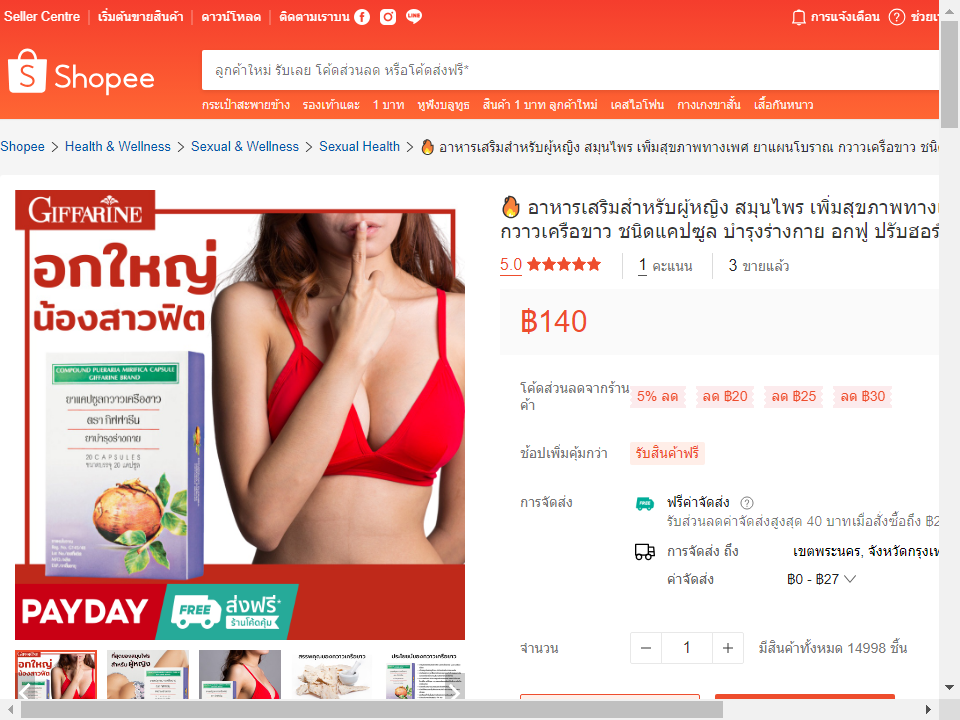 Seller Centre เริ่มต้นขายสินค้า ดาวน์โหลด ติดตามเราบน LINE การแจ้งเตือน
Shopee
ลูกค้าใหม่ รับเลย โค้ดส่วนลด หรือโค้ดส่งฟรี*
กระเป๋าสะพายข้าง รองเท้าแตะ 1 บาท หูฟังบลูทูธ สินค้า 1 บาท ลูกค้าใหม่ เคสไอโฟน กางเกงขาสั้น เสื้อกันหนาว
Shopee > Health & Wellness > Sexual & Wellness > Sexual Health > อาหารเสริมสำหรับผู้หญิง สมุนไพร เพิ่มสุขภาพทางเพศ ยาแผนโบราณ กวาวเครือขาว
GIFFARINE
อกใหญ่
น้องสาวฟิต
COMPOUND PUERARIA MIRIFICA CAPSULE
GIFFARINE BRAND
ยาแคปซูลกวาวเครือขาว
ตรา กิฟฟารีน
ยาบำรุงร่างกาย
20 CAPSULES
ขนาดบรรจุ 20 แคปซูล
PAYDAY FREE ส่งฟรี*
ร้านโค้ดคุ้ม
อาหารเสริมสำหรับผู้หญิง สมุนไพร เพิ่มสุขภาพทาง
กวาวเครือขาว ชนิดแคปซูล บำรุงร่างกาย อกฟู
5.0 1 คะแนน 3 ขายแล้ว
฿140
โค้ดส่วนลดจากร้าน
ค้า
5% ลด ลด ฿20 ลด ฿25 ลด ฿30
ช้อปเพิ่มคุ้มกว่า รับสินค้าฟรี
การจัดส่ง FREE ฟรีค่าจัดส่ง
รับส่วนลดค่าจัดส่งสูงสุด 40 บาทเมื่อสั่งซื้อถึง
การจัดส่ง ถึง เขตพระนคร,
ค่าจัดส่ง ฿0 - ฿27
จำนวน 1 มีสินค้าทั้งหมด 14998 ชิ้น